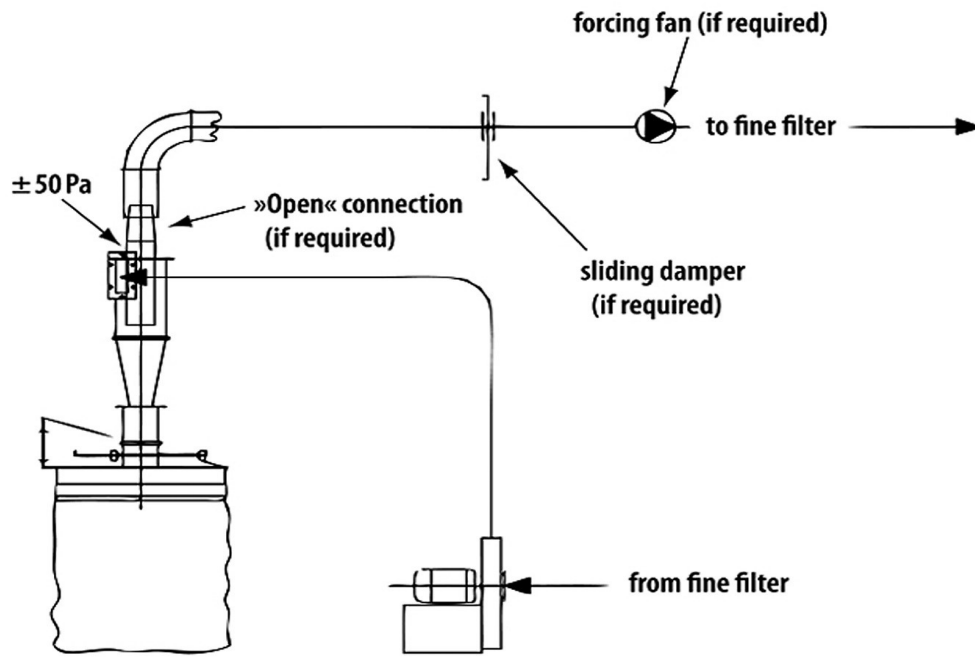 forcing fan (if required)
to fine filter
± 50 Pa
»Open« connection
(if required)
sliding damper
(if required)
from fine filter